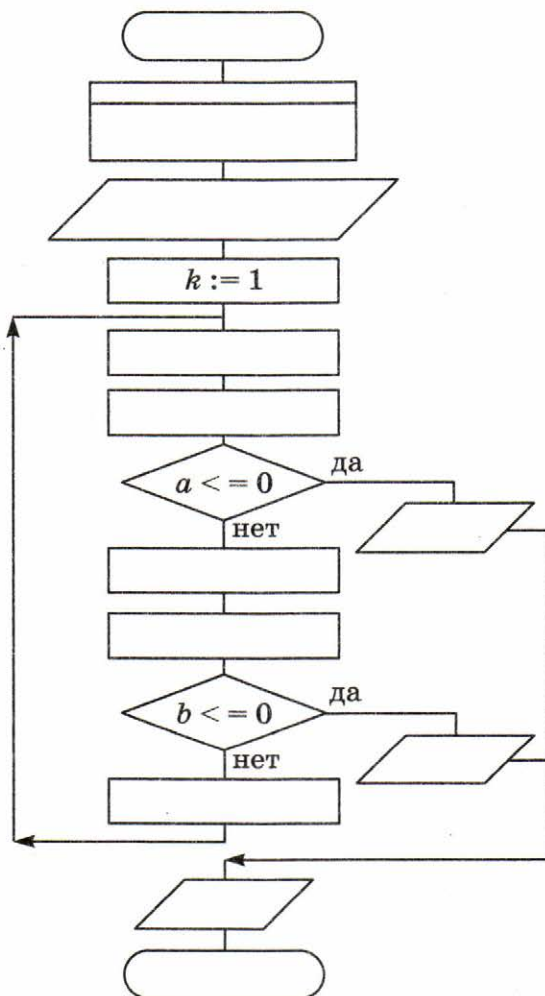 k := 1
a < = 0
да
нет
b < = 0
да
нет